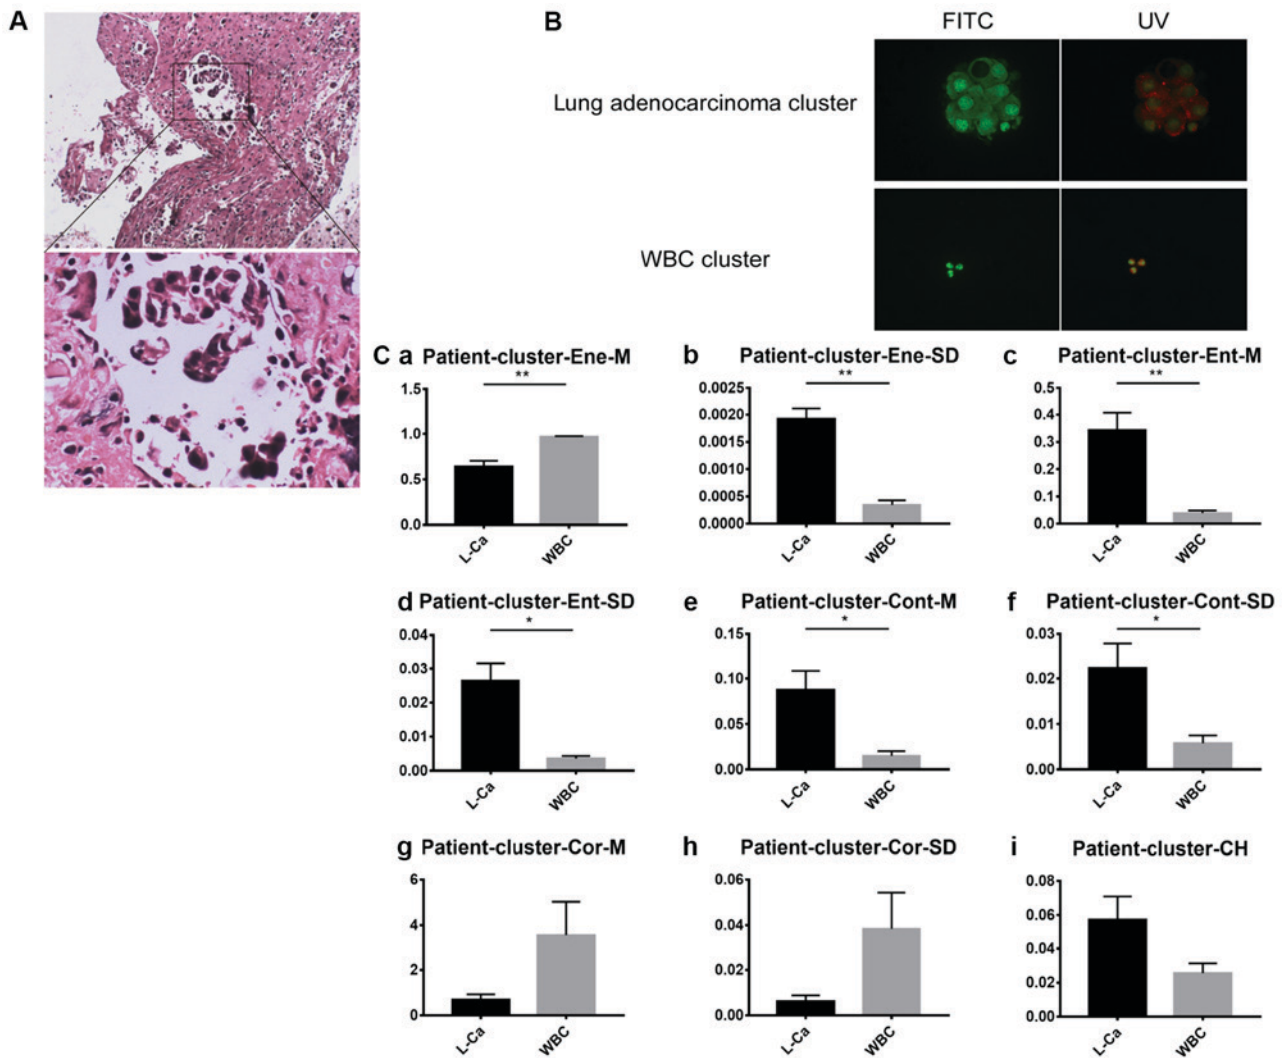 A
B
FITC UV
Lung adenocarcinoma cluster
WBC cluster
C a Patient-cluster-Ene-M
**
1.5
1.0
0.5
0.0
L-Ca WBC
b Patient-cluster-Ene-SD
**
0.0025
0.0020
0.0015
0.0010
0.0005
0.0000
L-Ca WBC
c Patient-cluster-Ent-M
**
0.5
0.4
0.3
0.2
0.1
0.0
L-Ca WBC
d Patient-cluster-Ent-SD
*
0.04
0.03
0.02
0.01
0.00
L-Ca WBC
e Patient-cluster-Cont-M
*
0.15
0.10
0.05
0.00
L-Ca WBC
f Patient-cluster-Cont-SD
*
0.03
0.02
0.01
0.00
L-Ca WBC
g Patient-cluster-Cor-M
6
4
2
0
L-Ca WBC
h Patient-cluster-Cor-SD
0.06
0.04
0.02
0.00
L-Ca WBC
i Patient-cluster-CH
0.08
0.06
0.04
0.02
0.00
L-Ca WBC